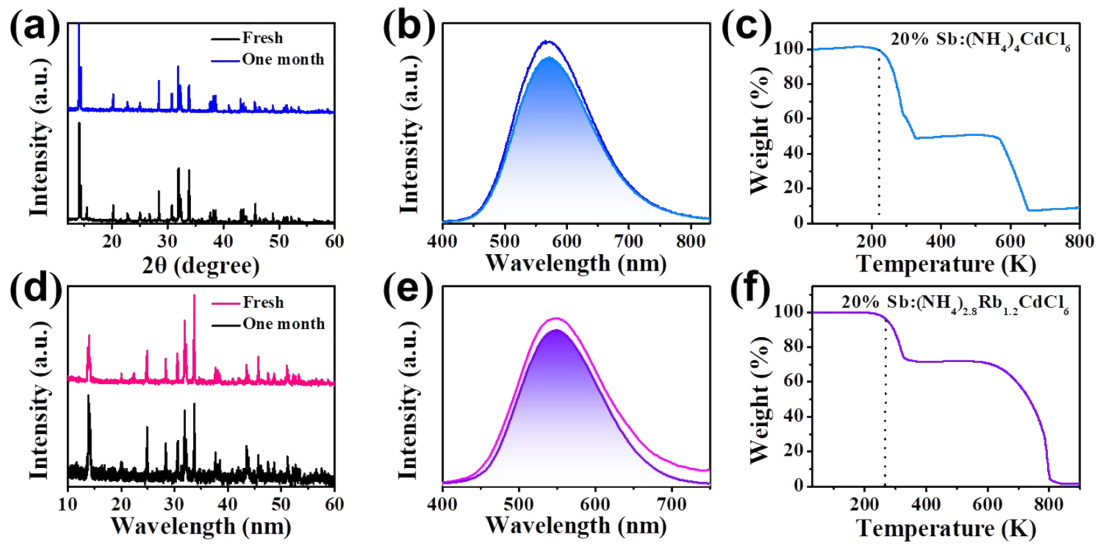 (a)
Fresh
One month
Intensity (a.u.)
20 30 40 50 60
2θ (degree)
(b)
Intensity (a.u.)
400 500 600 700 800
Wavelength (nm)
(c)
20% Sb:(NH₄)₄CdCl₆
Weight (%)
100
80
60
40
20
0
0 200 400 600 800
Temperature (K)
(d)
Fresh
One month
Intensity (a.u.)
10 20 30 40 50 60
Wavelength (nm)
(e)
Intensity (a.u.)
400 500 600 700
Wavelength (nm)
(f)
20% Sb:(NH₄)₂.₈Rb₁.₂CdCl₆
Weight (%)
100
80
60
40
20
0
200 400 600 800
Temperature (K)